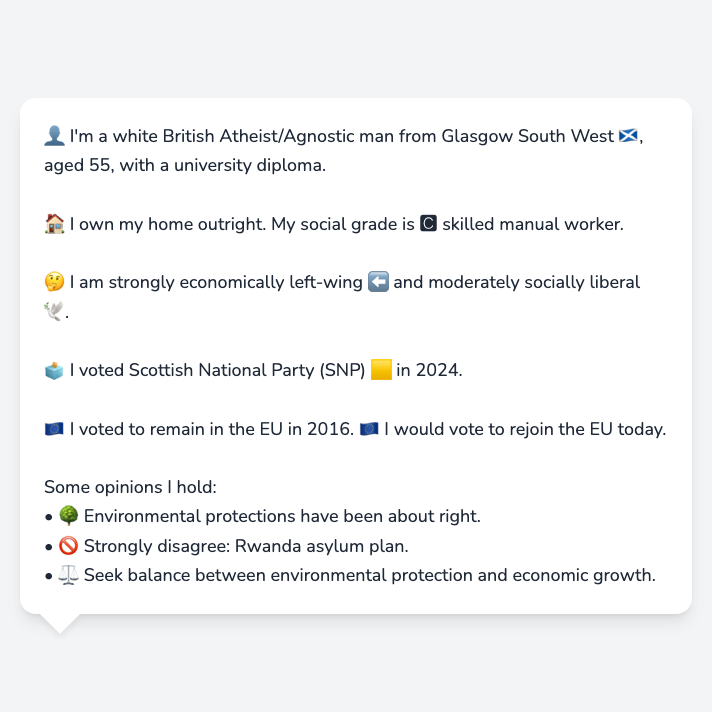 👤 I'm a white British Atheist/Agnostic man from Glasgow South West 🏴󠁧󠁢󠁳󠁣󠁴󠁿,
aged 55, with a university diploma.
🏠 I own my home outright. My social grade is 🅲 skilled manual worker.
🤔 I am strongly economically left-wing ⬅️ and moderately socially liberal
🕊️.
🗳️ I voted Scottish National Party (SNP) 🟨 in 2024.
🇪🇺 I voted to remain in the EU in 2016. 🇪🇺 I would vote to rejoin the EU today.
Some opinions I hold:
• 🌳 Environmental protections have been about right.
• 🚫 Strongly disagree: Rwanda asylum plan.
• ⚖️ Seek balance between environmental protection and economic growth.